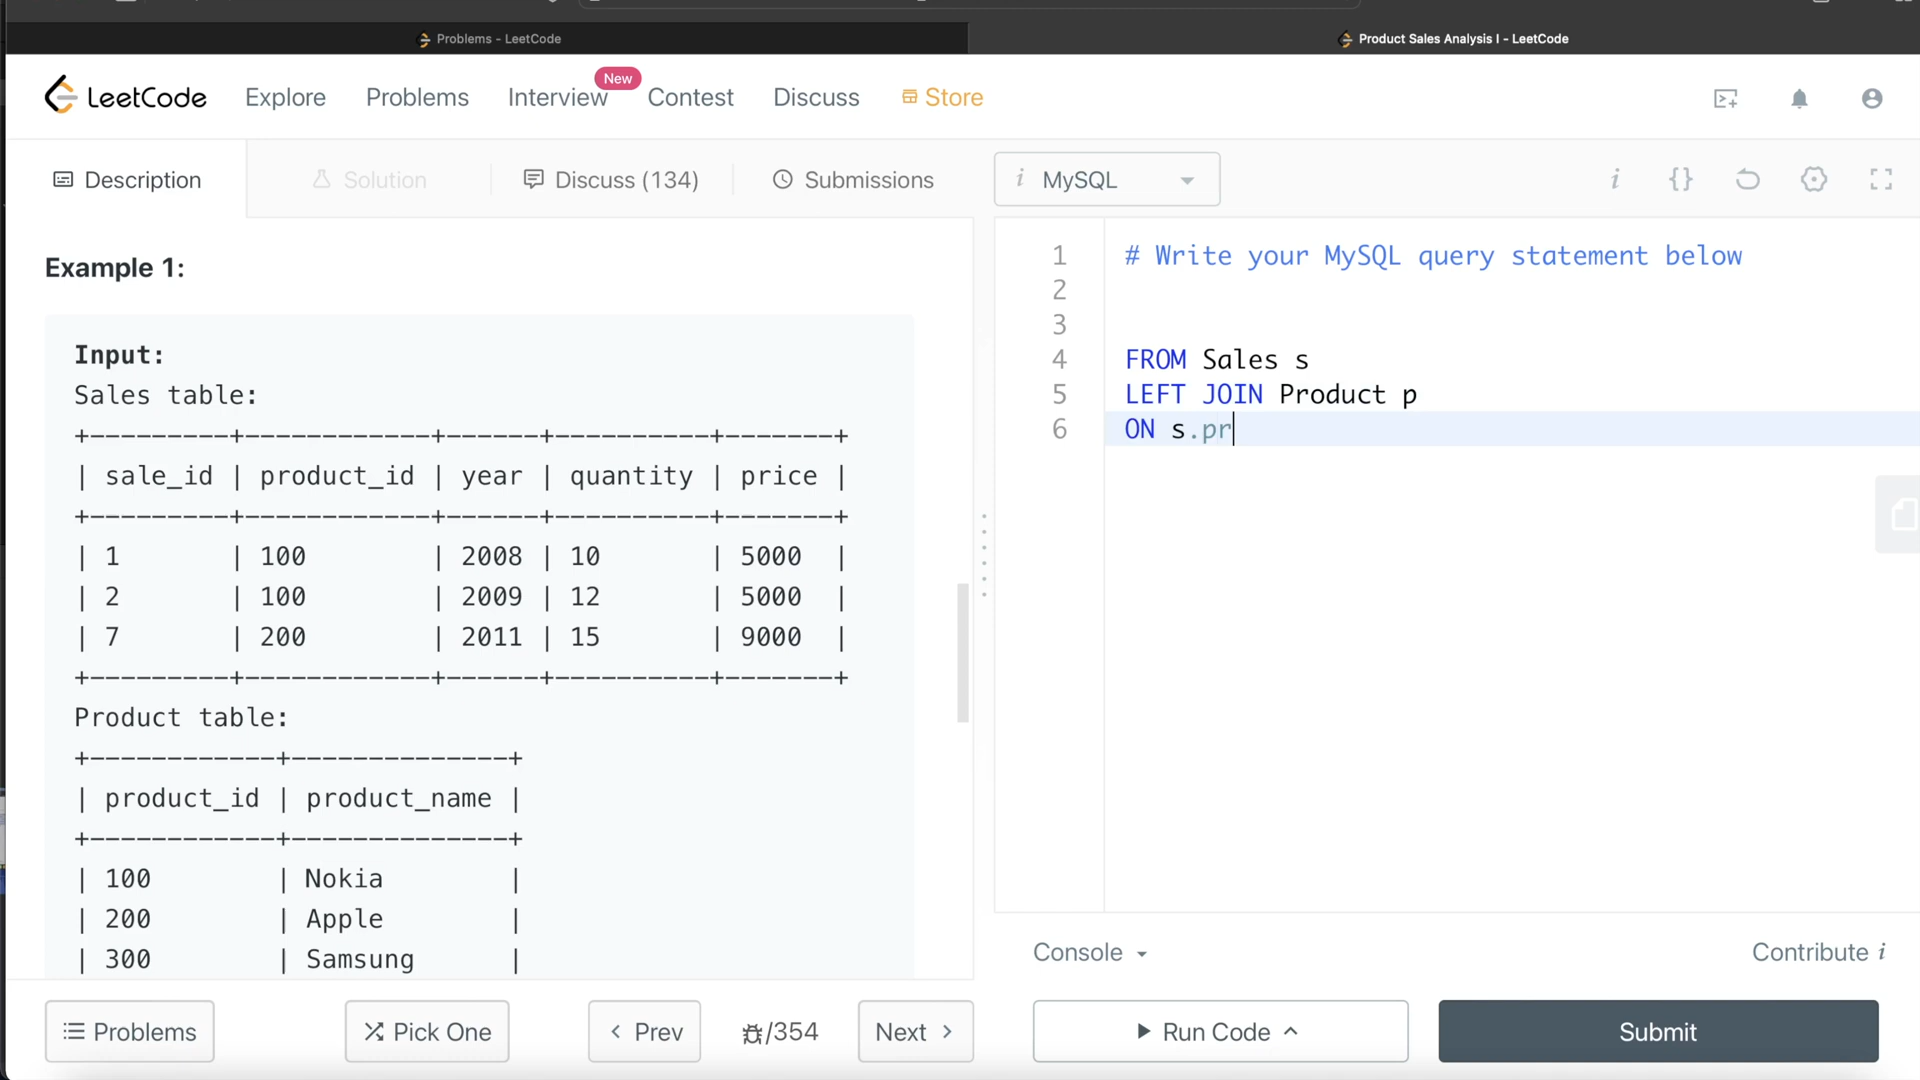 Problems - LeetCode
Product Sales Analysis I - LeetCode
LeetCode
Explore
Problems
Interview
New
Contest
Discuss
Store
Description
Solution
Discuss (134)
Submissions
i MySQL
i {}
Example 1:
Input:
Sales table:
+---------+------------+------+----------+-------+
| sale_id | product_id | year | quantity | price |
+---------+------------+------+----------+-------+
| 1 | 100 | 2008 | 10 | 5000 |
| 2 | 100 | 2009 | 12 | 5000 |
| 7 | 200 | 2011 | 15 | 9000 |
+---------+------------+------+----------+-------+
Product table:
+------------+--------------+
| product_id | product_name |
+------------+--------------+
| 100 | Nokia |
| 200 | Apple |
| 300 | Samsung |
1 # Write your MySQL query statement below
2
3
4 FROM Sales s
5 LEFT JOIN Product p
6 ON s.pr
Console
Contribute i
Problems
Pick One
< Prev
/354
Next >
Run Code
Submit